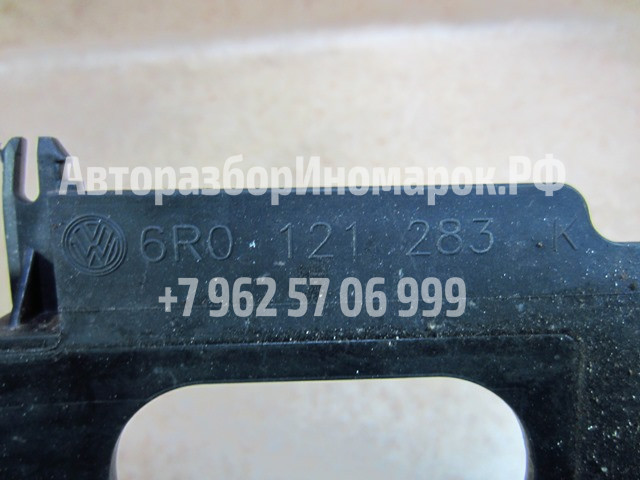 АвторазборИномарок.РФ
6R0 121 283 K
+7 962 57 06 999